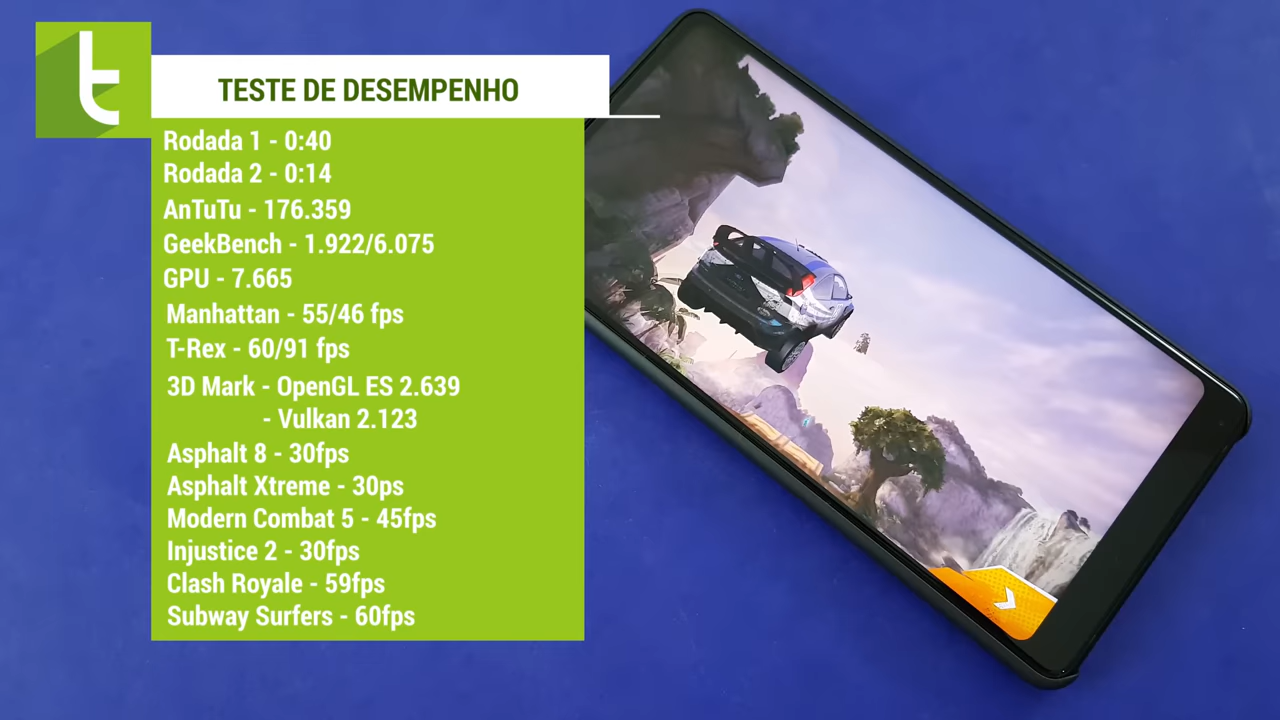 t
TESTE DE DESEMPENHO
Rodada 1 - 0:40
Rodada 2 - 0:14
AnTuTu - 176.359
GeekBench - 1.922/6.075
GPU - 7.665
Manhattan - 55/46 fps
T-Rex - 60/91 fps
3D Mark - OpenGL ES 2.639
- Vulkan 2.123
Asphalt 8 - 30fps
Asphalt Xtreme - 30ps
Modern Combat 5 - 45fps
Injustice 2 - 30fps
Clash Royale - 59fps
Subway Surfers - 60fps